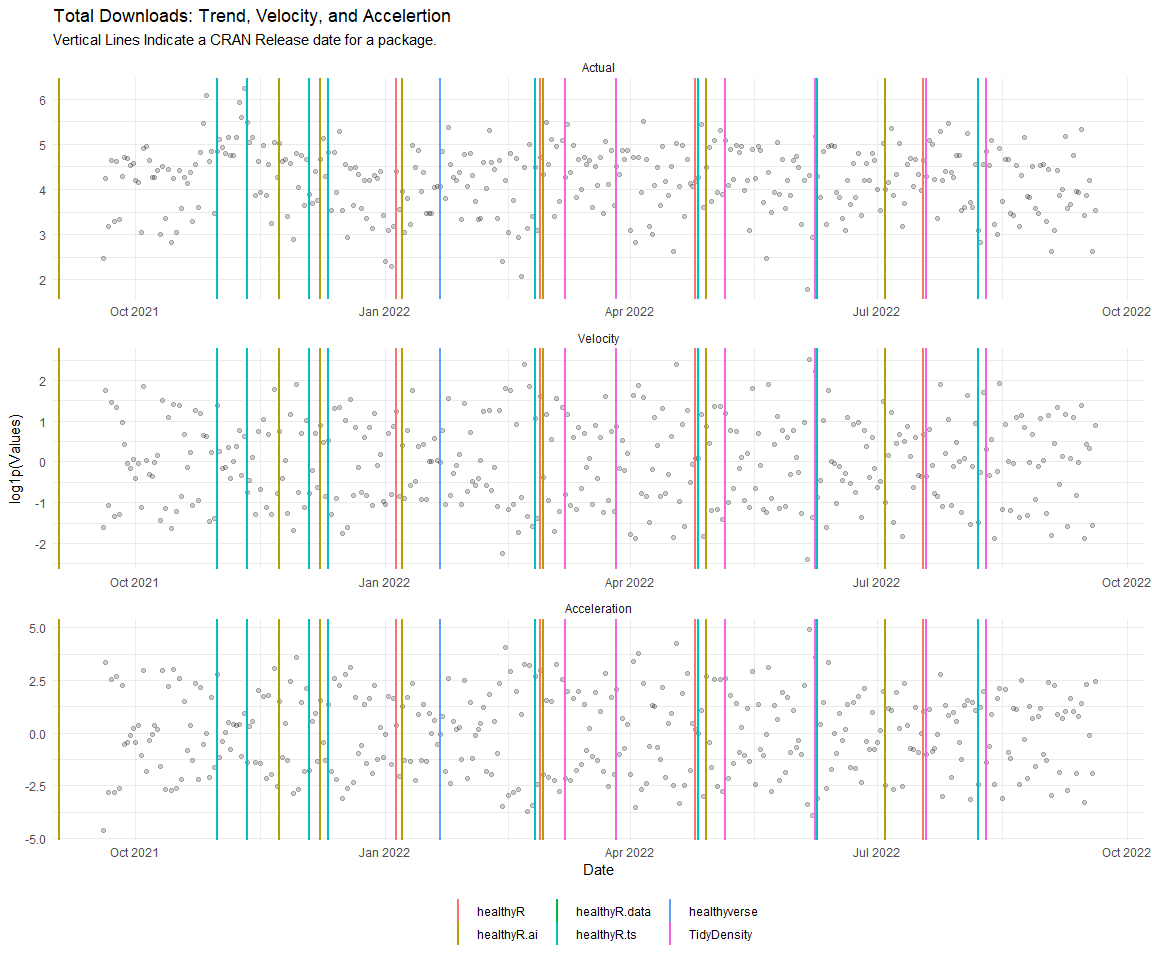 Total Downloads: Trend, Velocity, and Accelertion
Vertical Lines Indicate a CRAN Release date for a package.
Actual
6
5
4
3
2
Oct 2021 Jan 2022 Apr 2022 Jul 2022 Oct 2022
Velocity
log1p(Values)
2
1
0
-1
-2
Oct 2021 Jan 2022 Apr 2022 Jul 2022 Oct 2022
Acceleration
5.0
2.5
0.0
-2.5
-5.0
Oct 2021 Jan 2022 Apr 2022 Jul 2022 Oct 2022
Date
healthyR healthyR.data healthyverse
healthyR.ai healthyR.ts TidyDensity